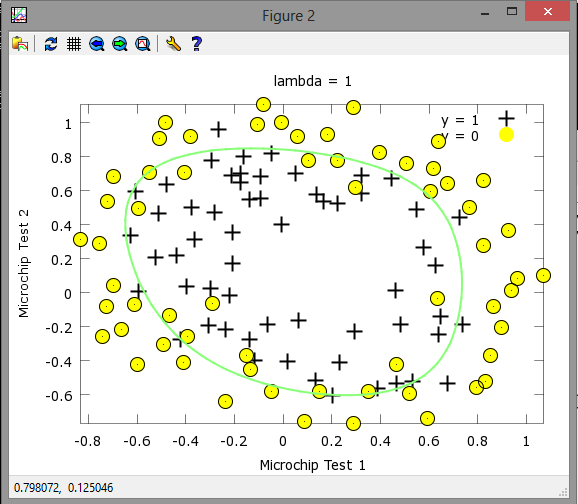 Figure 2
lambda = 1
y = 1
y = 0
1
0.8
0.6
0.4
0.2
0
-0.2
-0.4
-0.6
Microchip Test 2
-0.8 -0.6 -0.4 -0.2 0 0.2 0.4 0.6 0.8 1
Microchip Test 1
0.798072, 0.125046